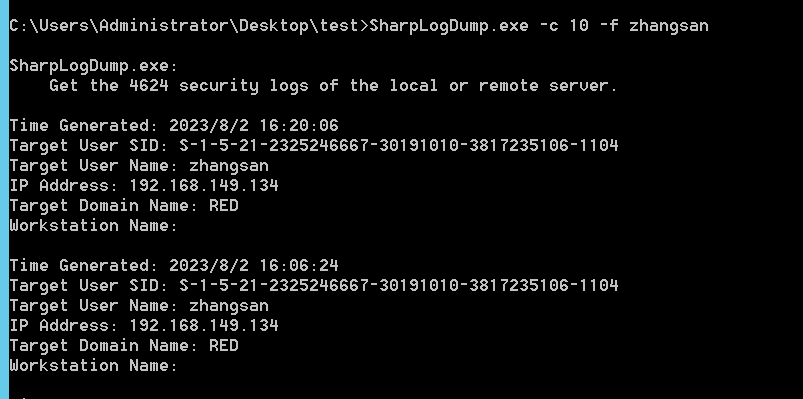 C:\Users\Administrator\Desktop\test>SharpLogDump.exe -c 10 -f zhangsan
SharpLogDump.exe:
Get the 4624 security logs of the local or remote server.
Time Generated: 2023/8/2 16:20:06
Target User SID: S-1-5-21-2325246667-30191010-3817235106-1104
Target User Name: zhangsan
IP Address: 192.168.149.134
Target Domain Name: RED
Workstation Name:
Time Generated: 2023/8/2 16:06:24
Target User SID: S-1-5-21-2325246667-30191010-3817235106-1104
Target User Name: zhangsan
IP Address: 192.168.149.134
Target Domain Name: RED
Workstation Name: